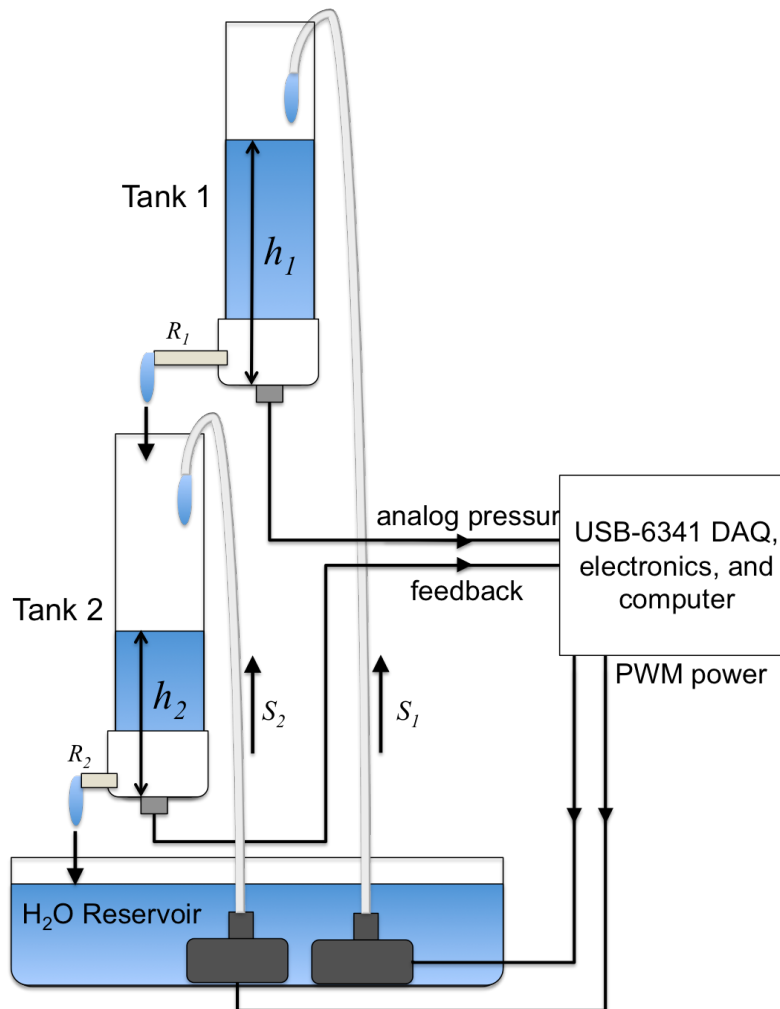 Tank 1
h1
R1
analog pressur
USB-6341 DAQ,
electronics, and
computer
feedback
Tank 2
PWM power
h2
S2
S1
R2
H2O Reservoir